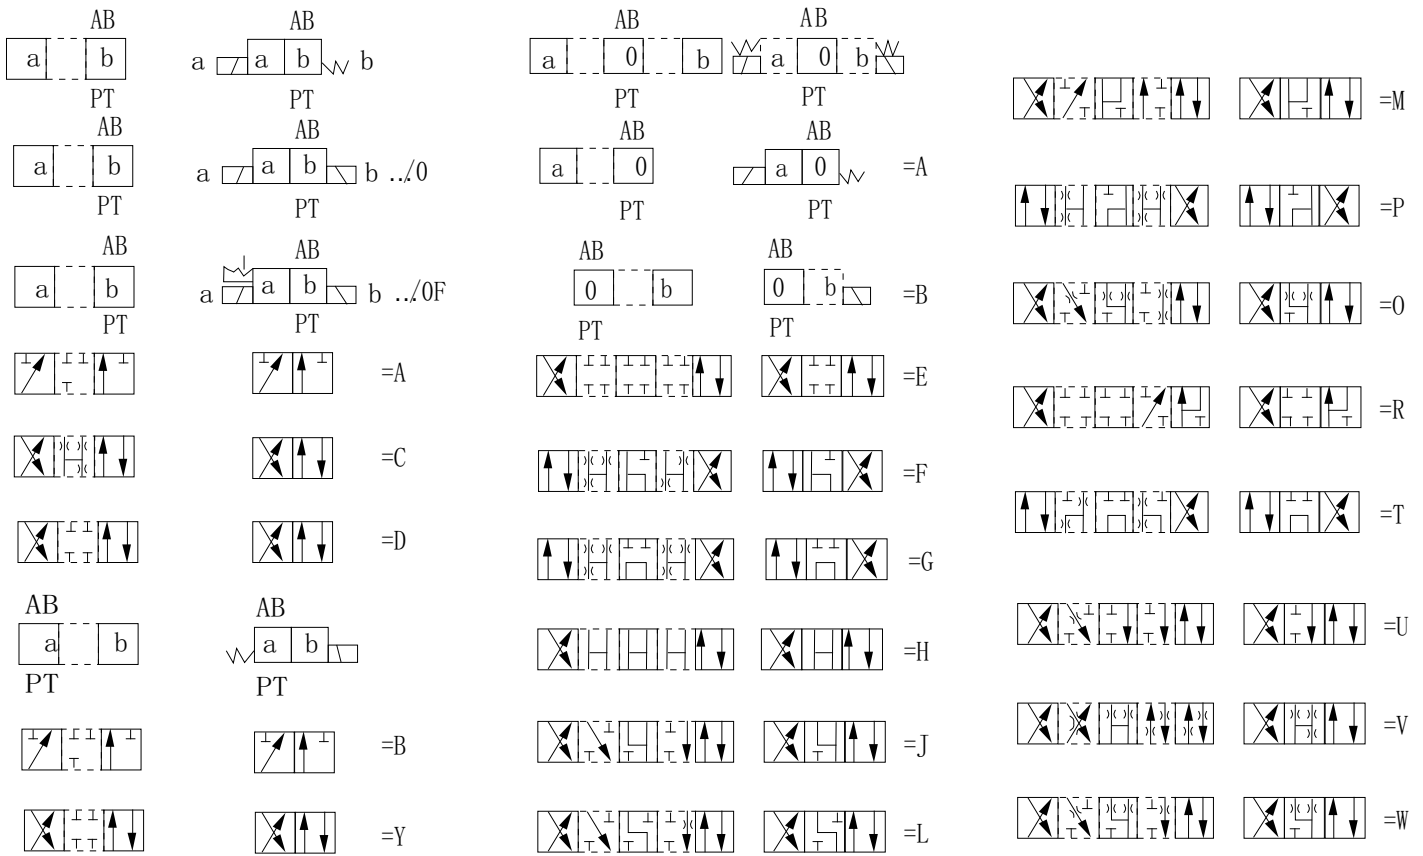 AB
a b
PT
AB
a a b b
PT
AB
a b
PT
AB
a a b b ../0
PT
AB
a b
PT
AB
a a b b ../0F
PT
=A
=C
=D
AB
a b
PT
AB
a b
PT
=B
=Y
AB
a 0 b
PT
AB
a 0 b
PT
AB
a 0
PT
AB
a 0 =A
PT
AB
0 b
PT
AB
0 b =B
PT
=E
=F
=G
=H
=J
=L
=M
=P
=O
=R
=T
=U
=V
=W